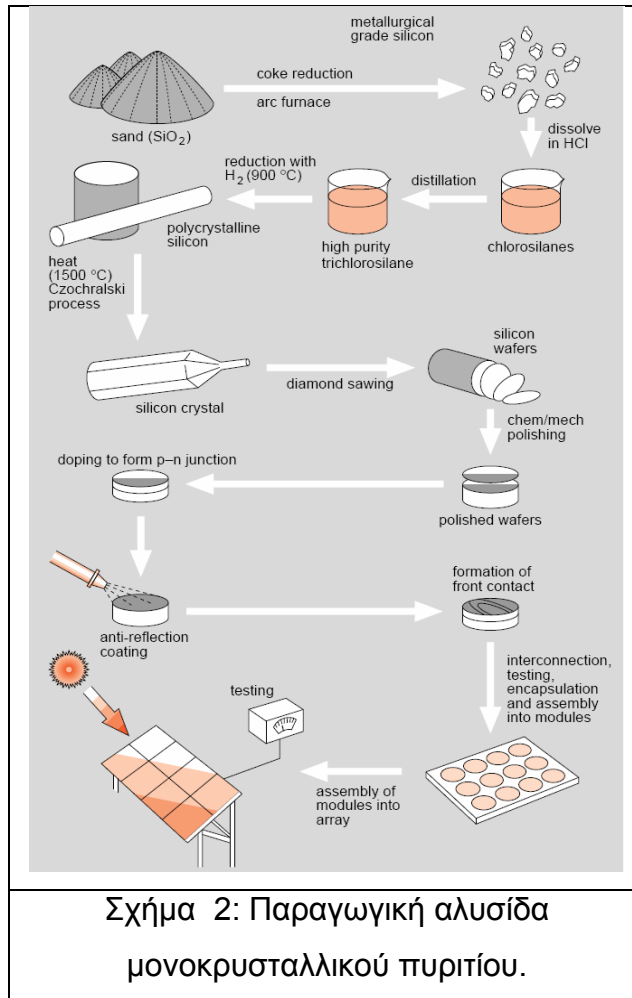 metallurgical
grade silicon
coke reduction
arc furnace
sand (SiO₂)
dissolve
in HCl
reduction with
H₂ (900 °C)
distillation
polycrystalline
silicon
high purity
trichlorosilane
chlorosilanes
heat
(1500 °C)
Czochralski
process
silicon
wafers
diamond sawing
silicon crystal
chem/mech
polishing
doping to form p–n junction
polished wafers
formation of
front contact
anti-reflection
coating
interconnection,
testing,
encapsulation
and assembly
into modules
testing
assembly of
modules into
array
Σχήμα 2: Παραγωγική αλυσίδα
μονοκρυσταλλικού πυριτίου.